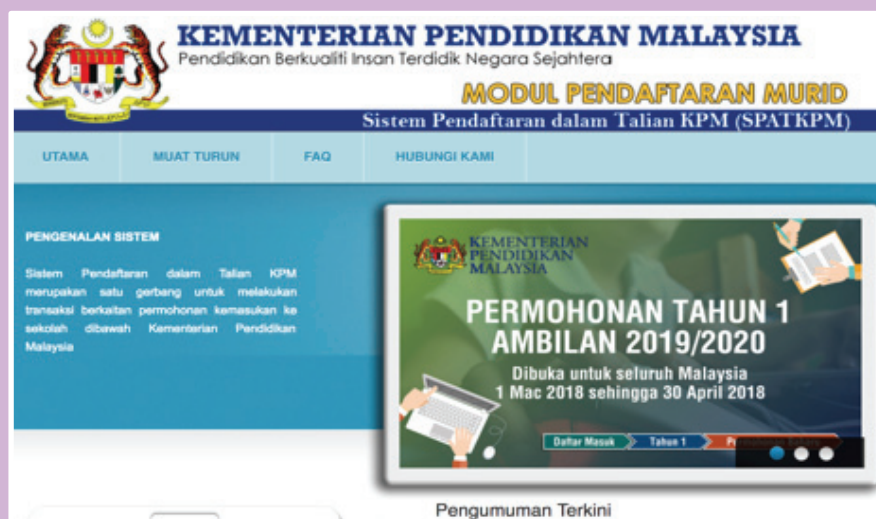 KEMENTERIAN PENDIDIKAN MALAYSIA
Pendidikan Berkualiti Insan Terdidik Negara Sejahtera
MODUL PENDAFTARAN MURID
Sistem Pendaftaran dalam Talian KPM (SPATKPM)
UTAMA MUAT TURUN FAQ HUBUNGI KAMI
PENGENALAN SISTEM
Sistem Pendaftaran dalam Talian KPM
merupakan satu gerbang untuk melakukan
transaksi berkaitan permohonan kemasukan ke
sekolah dibawah Kementerian Pendidikan
Malaysia
KEMENTERIAN
PENDIDIKAN
MALAYSIA
PERMOHONAN TAHUN 1
AMBILAN 2019/2020
Dibuka untuk seluruh Malaysia
1 Mac 2018 sehingga 30 April 2018
Daftar Masuk Tahun 1
Pengumuman Terkini